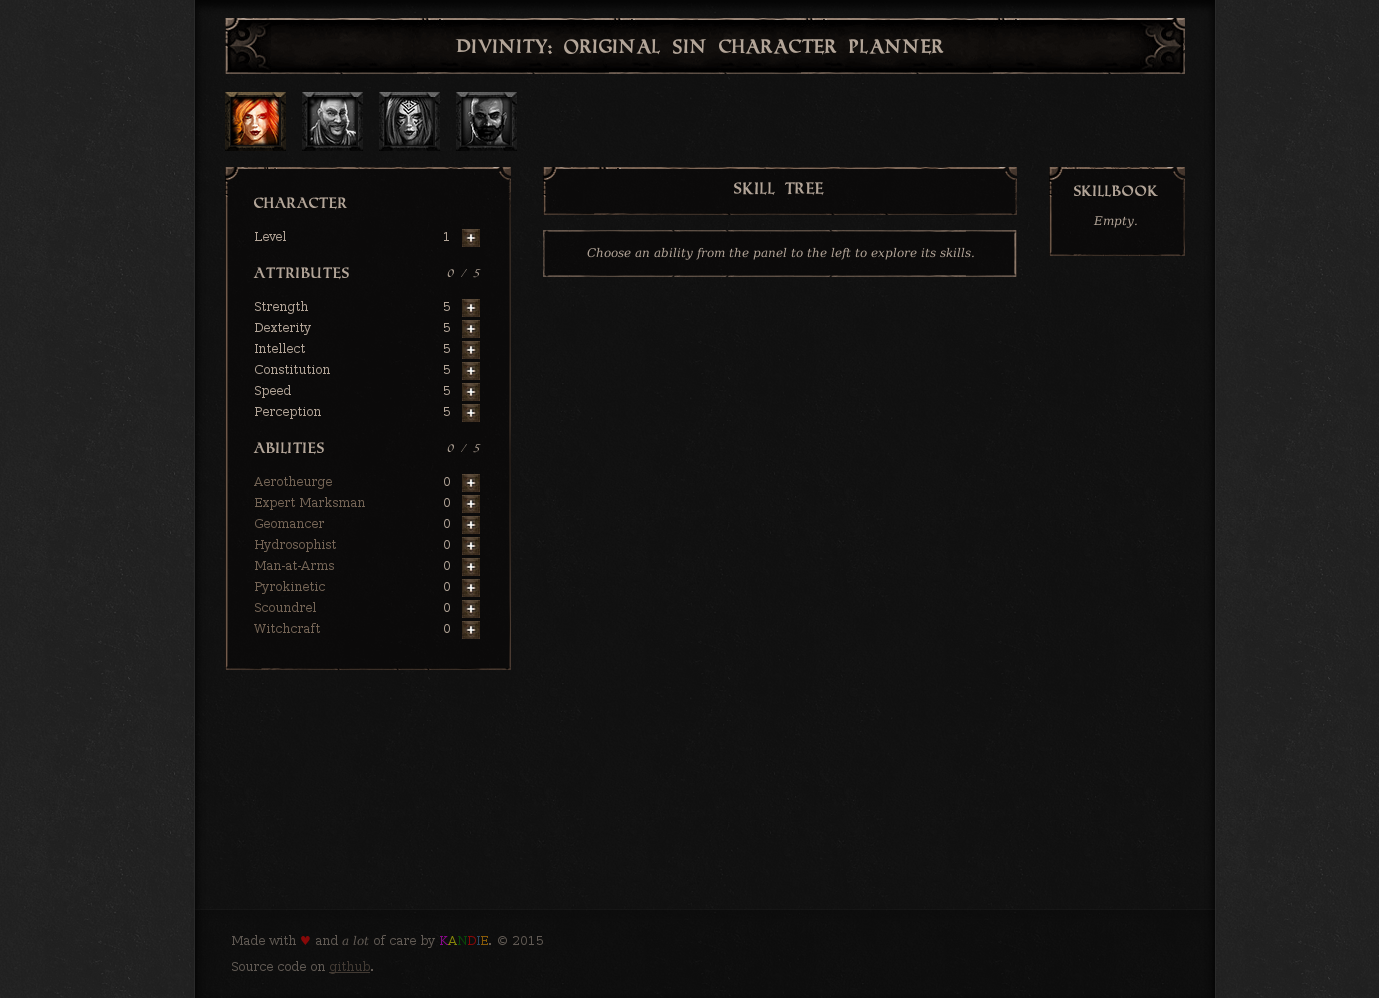 DIVINITY: ORIGINAL SIN CHARACTER PLANNER
CHARACTER
Level 1 +
ATTRIBUTES 0 / 5
Strength 5 +
Dexterity 5 +
Intellect 5 +
Constitution 5 +
Speed 5 +
Perception 5 +
ABILITIES 0 / 5
Aerotheurge 0 +
Expert Marksman 0 +
Geomancer 0 +
Hydrosophist 0 +
Man-at-Arms 0 +
Pyrokinetic 0 +
Scoundrel 0 +
Witchcraft 0 +
SKILL TREE
Choose an ability from the panel to the left to explore its skills.
SKILLBOOK
Empty.
Made with ♥ and a lot of care by KANDIE. © 2015
Source code on github.